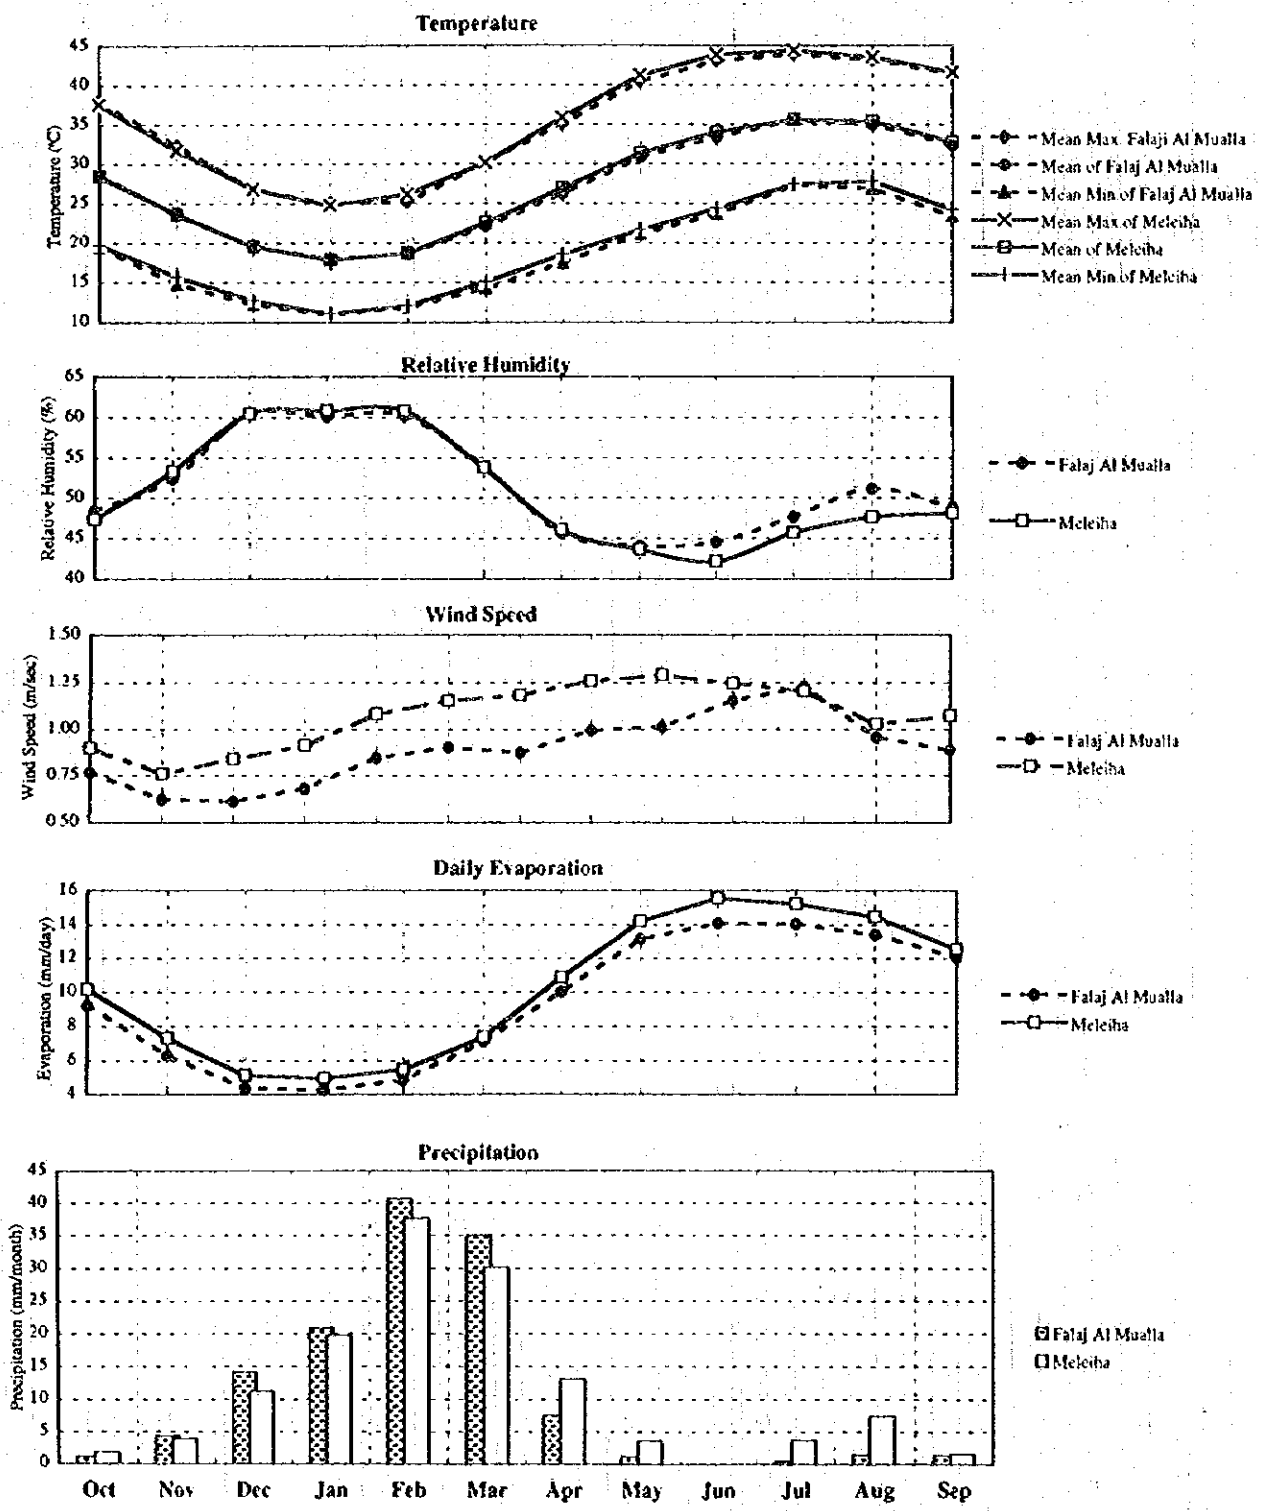 Temperature
Temperature (°C)
45
40
35
30
25
20
15
10
Mean Max. Falaji Al Mualla
Mean of Falaj Al Mualla
Mean Min of Falaj Al Mualla
Mean Max of Meleiha
Mean of Meleiha
Mean Min of Meleiha
Relative Humidity
Relative Humidity (%)
65
60
55
50
45
40
Falaj Al Mualla
Meleiha
Wind Speed
Wind Speed (m/sec)
1.50
1.25
1.00
0.75
0.50
Falaj Al Mualla
Meleiha
Daily Evaporation
Evaporation (mm/day)
16
14
12
10
8
6
4
Falaj Al Mualla
Meleiha
Precipitation
Precipitation (mm/month)
45
40
35
30
25
20
15
10
5
0
Falaj Al Mualla
Meleiha
Oct Nov Dec Jan Feb Mar Apr May Jun Jul Aug Sep